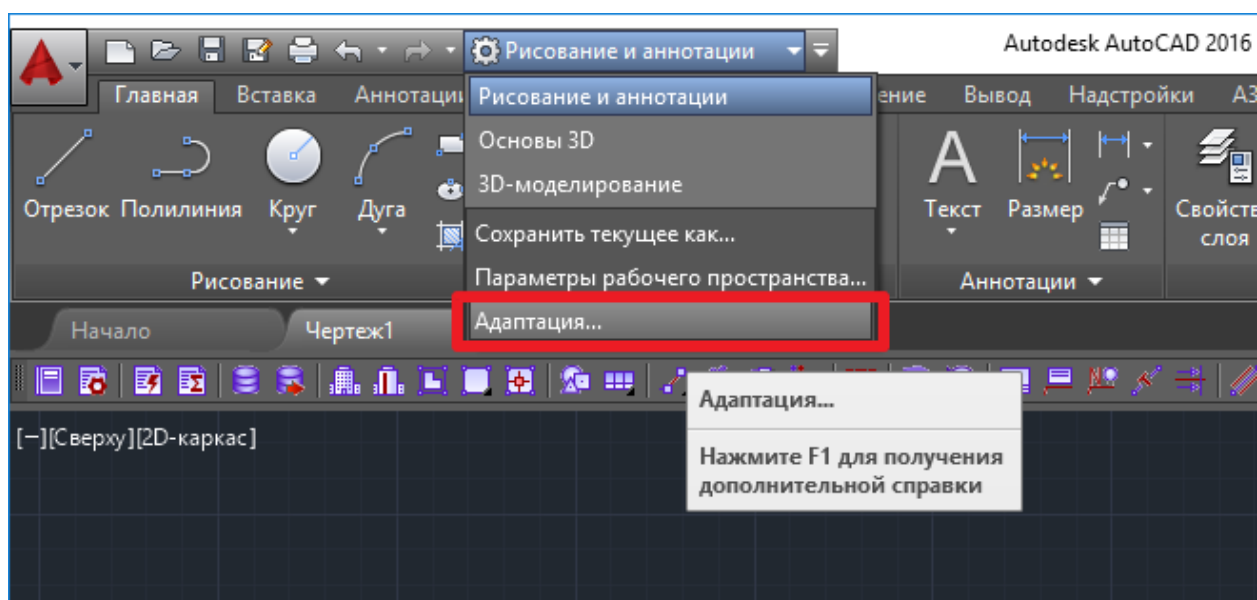 Рисование и аннотации
Autodesk AutoCAD 2016
Главная Вставка Аннотации ение Вывод Надстройки A3
Рисование и аннотации
Основы 3D
3D-моделирование
Отрезок Полилиния Круг Дуга
A
Текст Размер
Свойств
слоя
Сохранить текущее как...
Параметры рабочего пространства...
Адаптация...
Рисование
Аннотации
Начало Чертеж1
Адаптация...
Нажмите F1 для получения
дополнительной справки
[−][Сверху][2D-каркас]